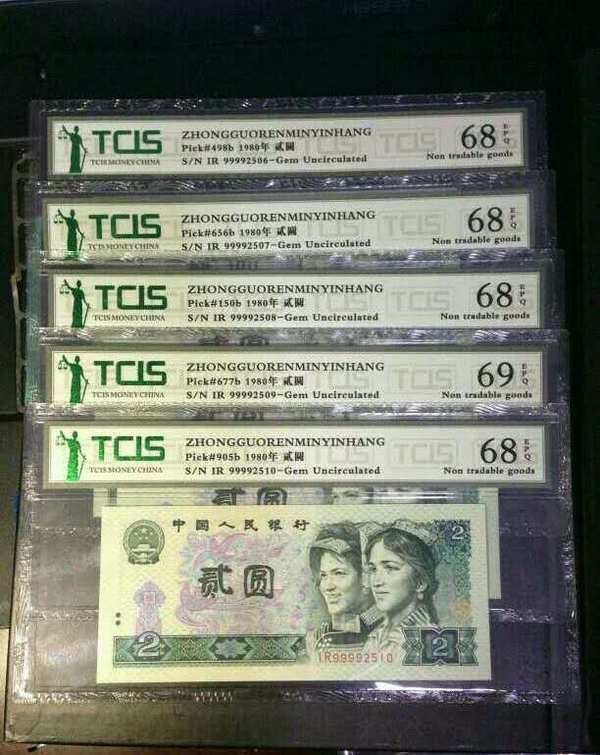 TCIS
TCIS MONEY CHINA
ZHONGGUORENMINYINHANG
Pick#498b 1980年 贰圆
S/N IR 99992506-Gem Uncirculated
68 EPQ
Non tradable goods
TCIS
TCIS MONEY CHINA
ZHONGGUORENMINYINHANG
Pick#656b 1980年 贰圆
S/N IR 99992507-Gem Uncirculated
68 EPQ
Non tradable goods
TCIS
TCIS MONEY CHINA
ZHONGGUORENMINYINHANG
Pick#150b 1980年 贰圆
S/N IR 99992508-Gem Uncirculated
68 EPQ
Non tradable goods
TCIS
TCIS MONEY CHINA
ZHONGGUORENMINYINHANG
Pick#677b 1980年 贰圆
S/N IR 99992509-Gem Uncirculated
69 EPQ
Non tradable goods
TCIS
TCIS MONEY CHINA
ZHONGGUORENMINYINHANG
Pick#905b 1980年 贰圆
S/N IR 99992510-Gem Uncirculated
68 EPQ
Non tradable goods
中国人民银行
2
贰圆
2
IR99992510
2